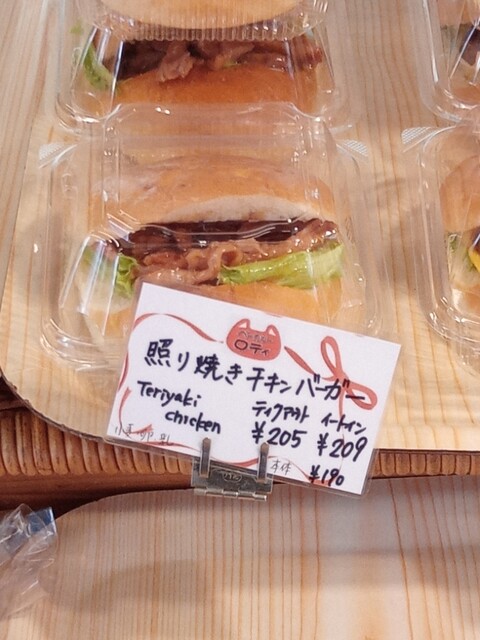 ロティ
照り焼きチキンバーガー
Teriyaki
chicken
テイクアウト イートイン
¥205 ¥209
小麦 卵 乳
本体 ¥190